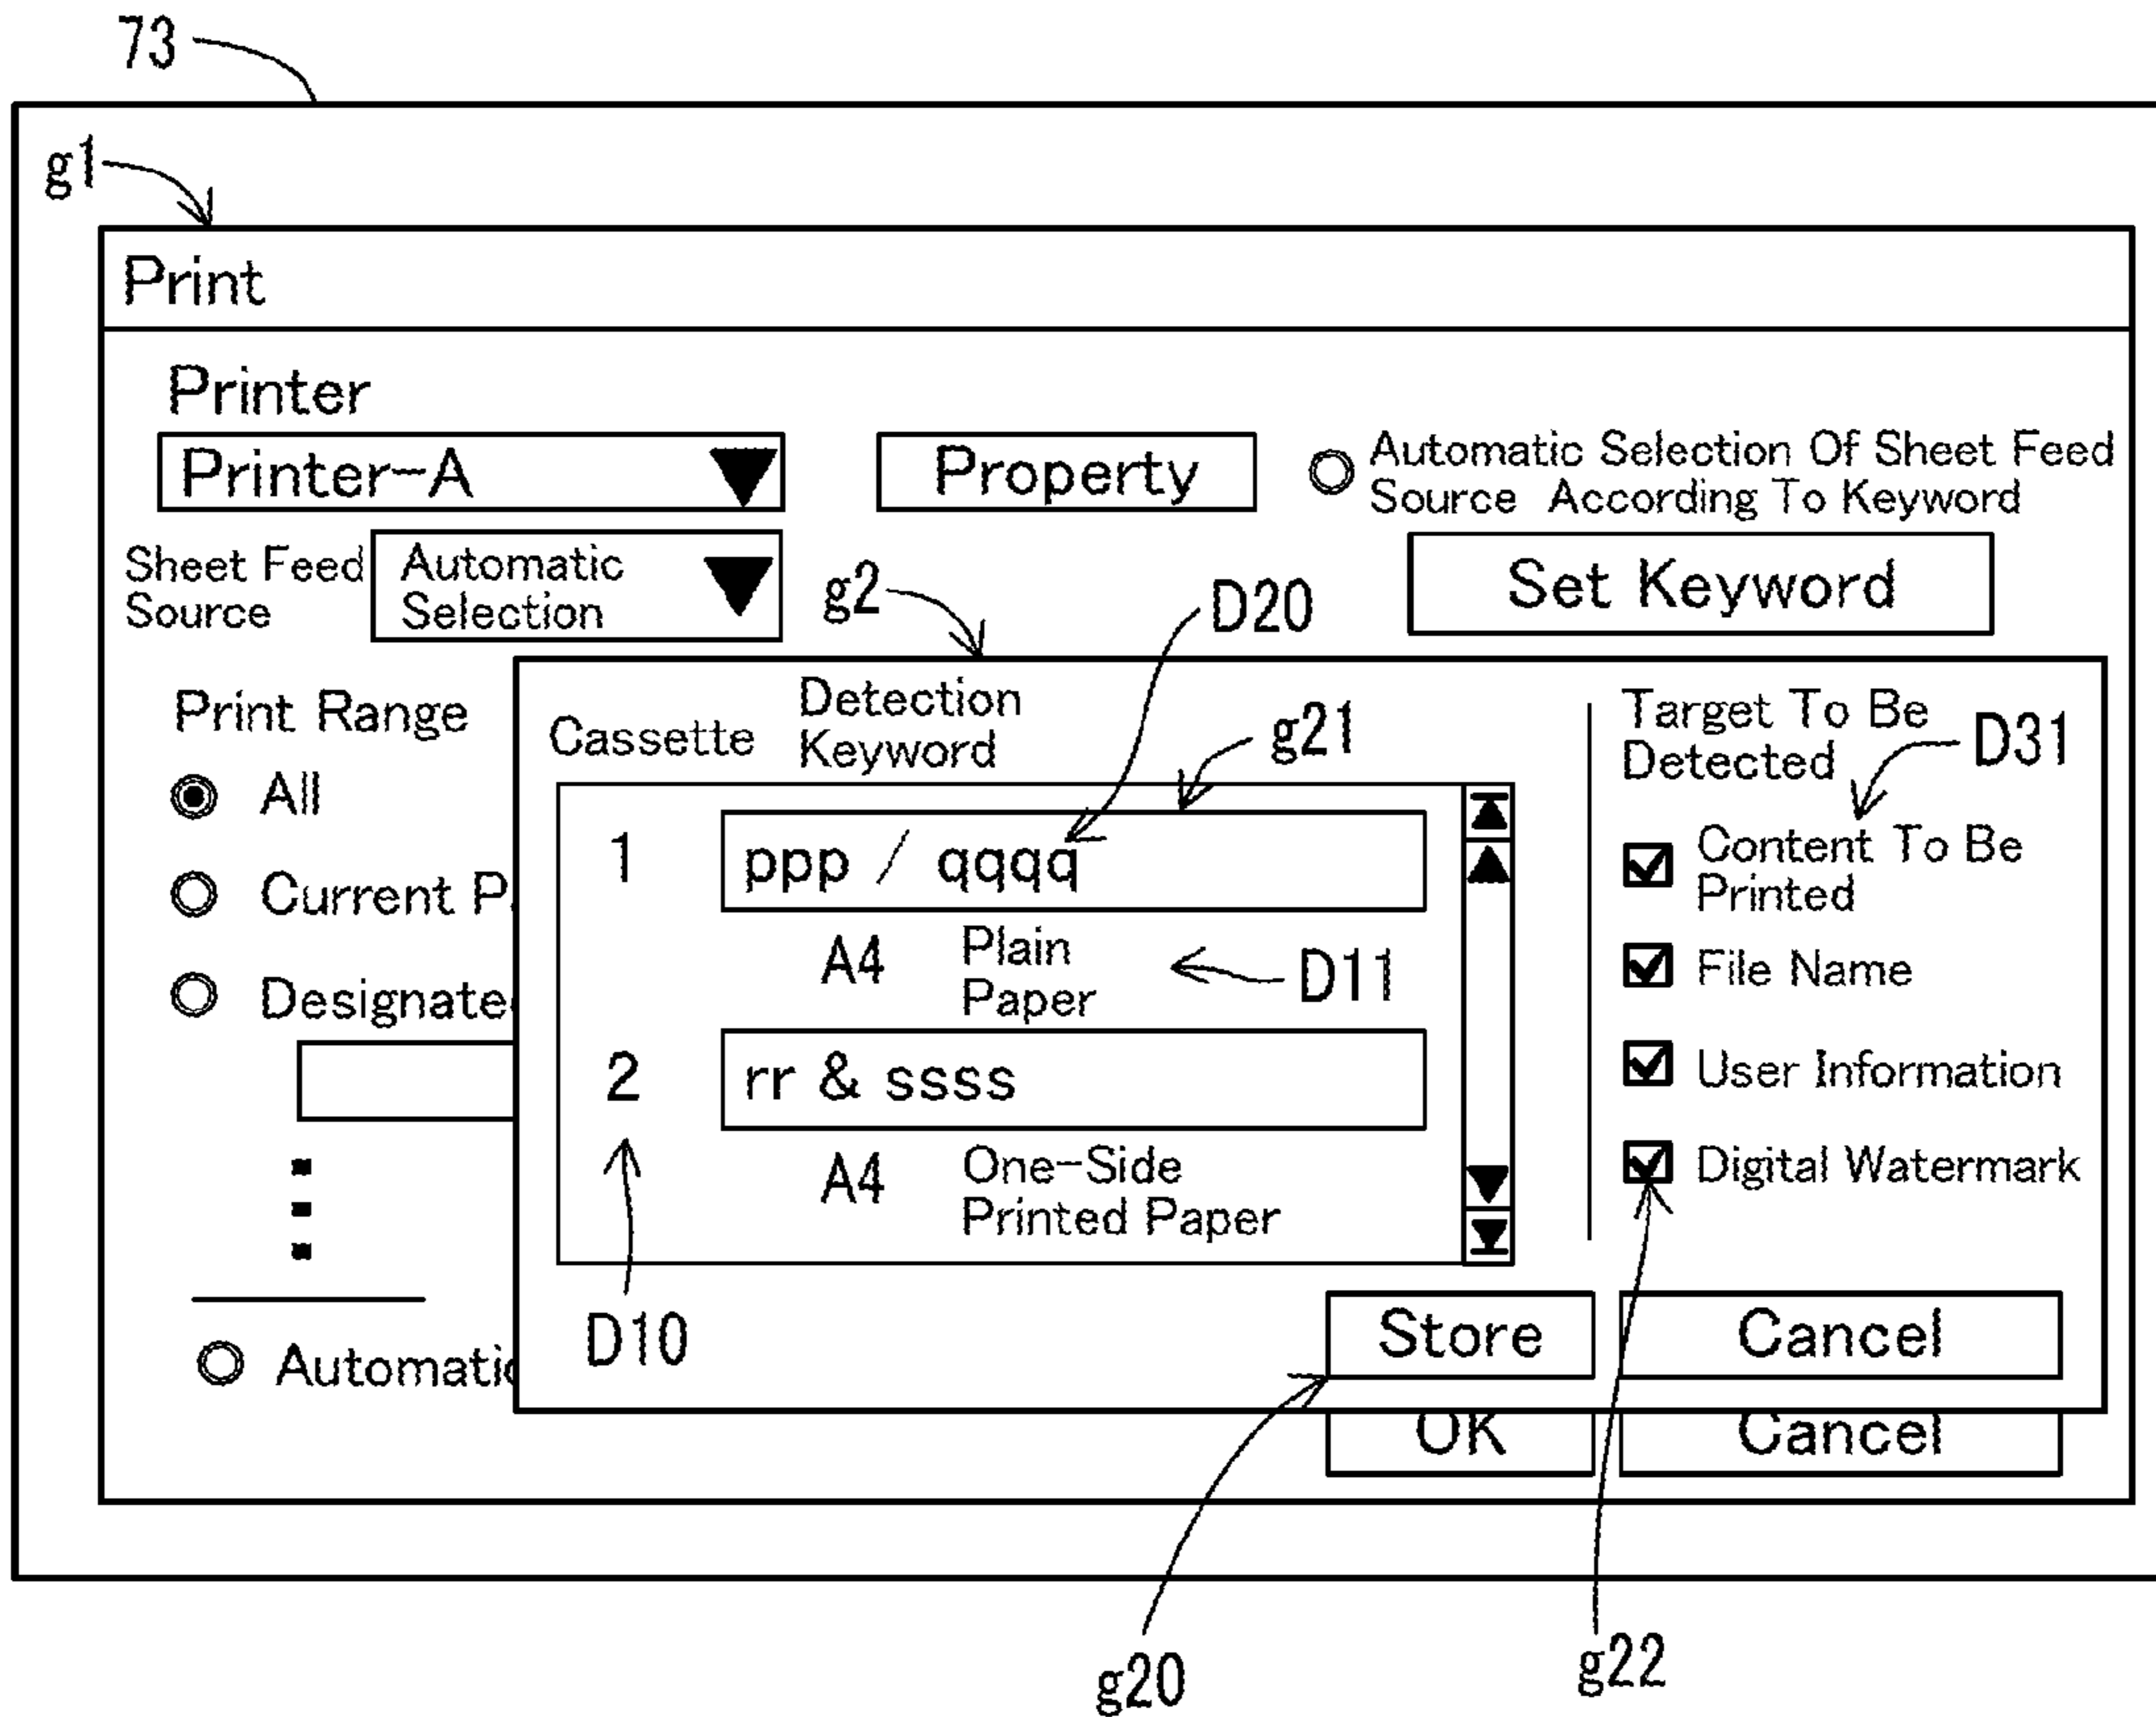 73
g1
Print
Printer
Printer-A
Property
Automatic Selection Of Sheet Feed
Source According To Keyword
Sheet Feed
Source
Automatic
Selection
g2
D20
Set Keyword
Print Range
All
Current P
Designate
Automatic
Cassette
Detection
Keyword
g21
1
ppp / qqqq
A4
Plain
Paper
D11
2
rr & ssss
A4
One-Side
Printed Paper
D10
Target To Be
Detected
D31
Content To Be
Printed
File Name
User Information
Digital Watermark
Store
Cancel
OK
Cancel
g20
g22